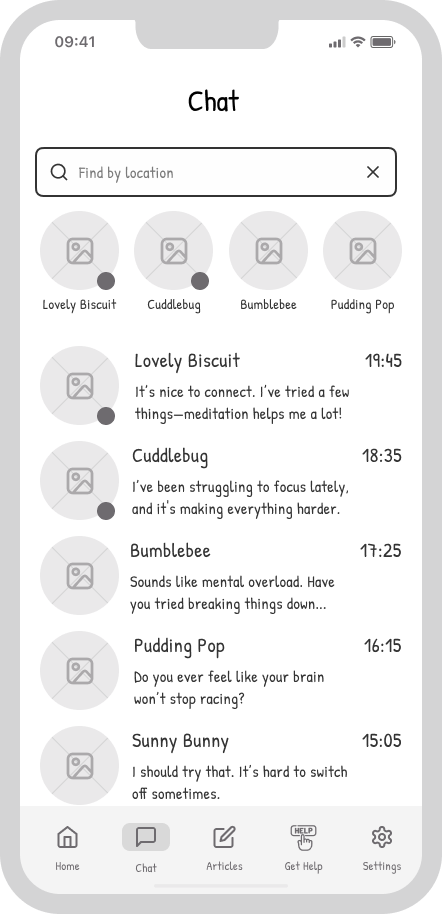 09:41
Chat
Find by location
Lovely Biscuit
Cuddlebug
Bumblebee
Pudding Pop
Lovely Biscuit 19:45
It's nice to connect. I've tried a few
things—meditation helps me a lot!
Cuddlebug 18:35
I've been struggling to focus lately,
and it's making everything harder.
Bumblebee 17:25
Sounds like mental overload. Have
you tried breaking things down...
Pudding Pop 16:15
Do you ever feel like your brain
won't stop racing?
Sunny Bunny 15:05
I should try that. It's hard to switch
off sometimes.
HELP
Home
Chat
Articles
Get Help
Settings